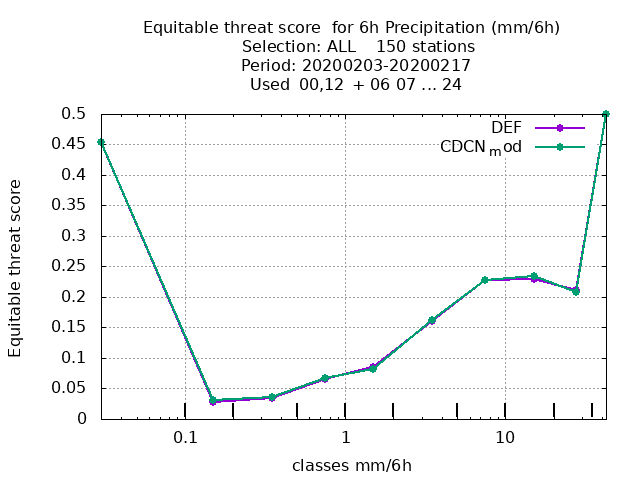 Equitable threat score  for 6h Precipitation (mm/6h)
Selection: ALL    150 stations
Period: 20200203-20200217
Used  00,12  + 06 07 ... 24
DEF
CDCNmod
0.5
0.45
0.4
0.35
0.3
0.25
0.2
0.15
0.1
0.05
0
Equitable threat score
0.1
1
10
classes mm/6h